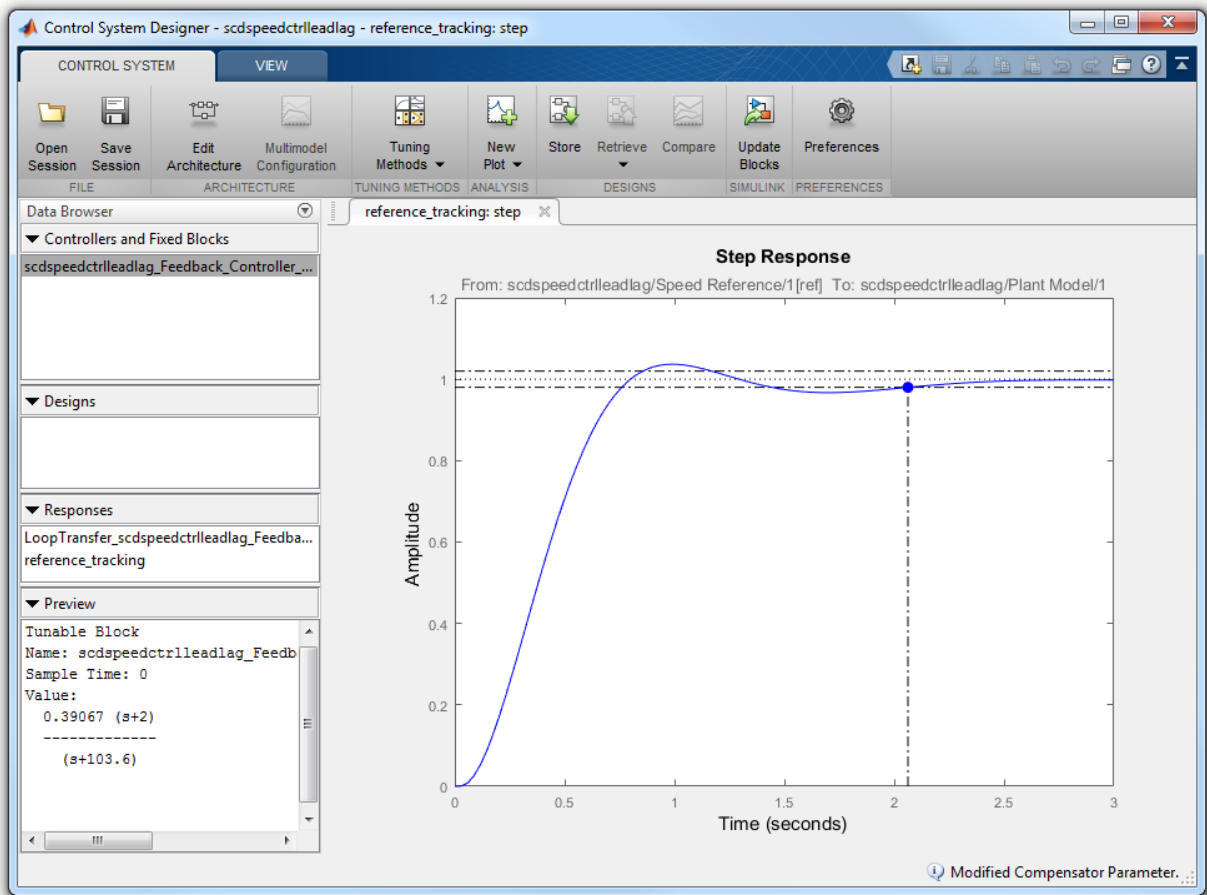 Control System Designer - scdspeedctrlleadlag - reference_tracking: step
CONTROL SYSTEM
VIEW
Open Session
Save Session
Edit Architecture
Multimodel Configuration
Tuning Methods
New Plot
Store
Retrieve
Compare
Update Blocks
Preferences
FILE
ARCHITECTURE
TUNING METHODS
ANALYSIS
DESIGNS
SIMULINK
PREFERENCES
Data Browser
reference_tracking: step
Controllers and Fixed Blocks
scdspeedctrlleadlag_Feedback_Controller_...
Designs
Responses
LoopTransfer_scdspeedctrlleadlag_Feedba...
reference_tracking
Preview
Tunable Block
Name: scdspeedctrlleadlag_Feedb
Sample Time: 0
Value:
0.39067 (s+2)
-------------
(s+103.6)
Step Response
From: scdspeedctrlleadlag/Speed Reference/1[ref]  To: scdspeedctrlleadlag/Plant Model/1
1.2
1
0.8
0.6
0.4
0.2
0
Amplitude
0
0.5
1
1.5
2
2.5
3
Time (seconds)
Modified Compensator Parameter.